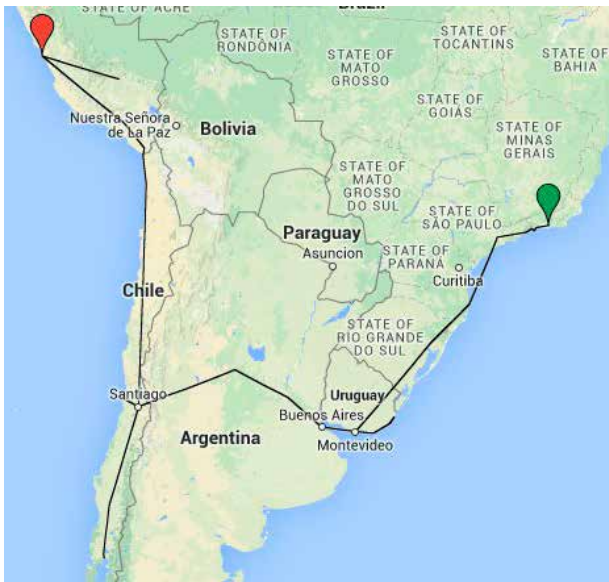 STATE OF ACRE
Brazil
STATE OF
RONDÔNIA
STATE OF
TOCANTINS
STATE OF
MATO
GROSSO
STATE OF
BAHIA
STATE OF
GOIÁS
Nuestra Señora
de La Paz
Bolivia
STATE OF
MINAS
GERAIS
STATE OF
MATO
GROSSO
DO SUL
STATE OF
SÃO PAULO
Paraguay
Asuncion
STATE OF
PARANÁ
Curitiba
Chile
STATE OF
RIO GRANDE
DO SUL
Santiago
Uruguay
Buenos Aires
Montevideo
Argentina